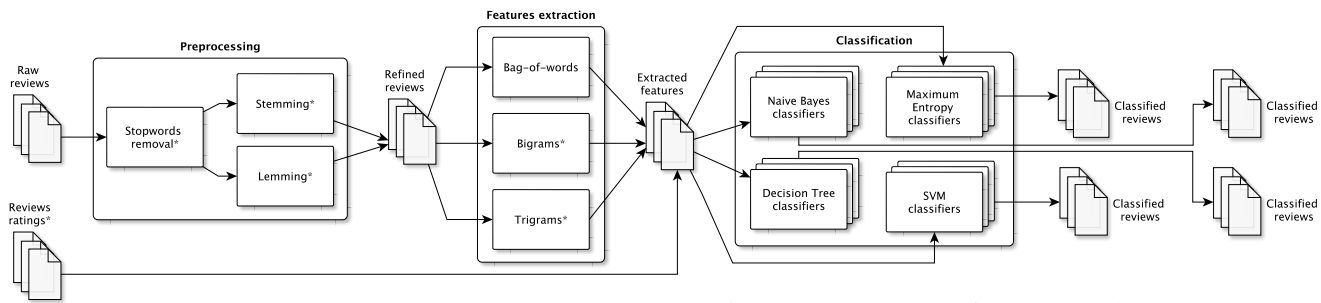 Features extraction
Preprocessing
Classification
Raw
reviews
Refined
reviews
Extracted
features
Stopwords
removal*
Stemming*
Lemming*
Bag-of-words
Bigrams*
Trigrams*
Naive Bayes
classifiers
Maximum
Entropy
classifiers
Decision Tree
classifiers
SVM
classifiers
Classified
reviews
Classified
reviews
Classified
reviews
Classified
reviews
Reviews
ratings*